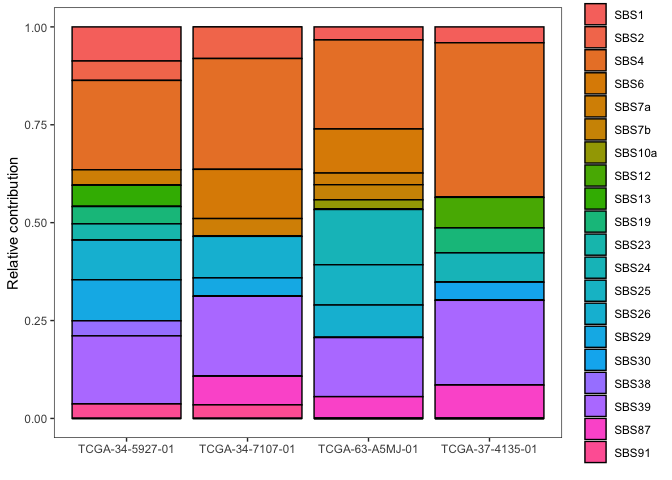 1.00
0.75
0.50
0.25
0.00
Relative contribution
TCGA-34-5927-01 TCGA-34-7107-01 TCGA-63-A5MJ-01 TCGA-37-4135-01
SBS1
SBS2
SBS4
SBS6
SBS7a
SBS7b
SBS10a
SBS12
SBS13
SBS19
SBS23
SBS24
SBS25
SBS26
SBS29
SBS30
SBS38
SBS39
SBS87
SBS91